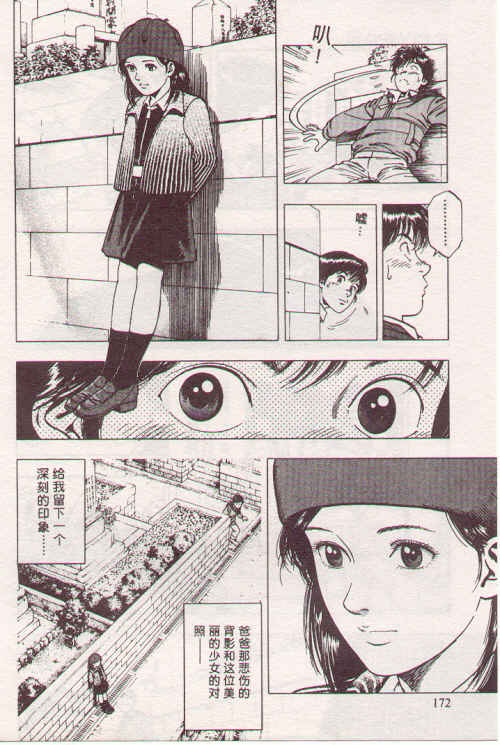 叭！
………
噓…
给我留下一个
深刻的印象……
爸爸那悲伤的
背影和这位美
丽的少女的对
照——
172